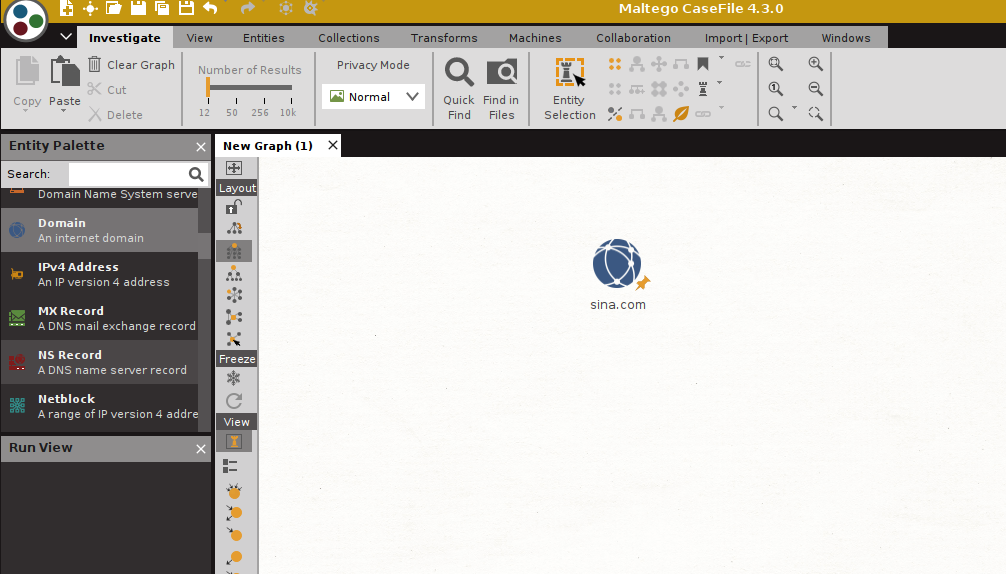 Maltego CaseFile 4.3.0
Investigate View Entities Collections Transforms Machines Collaboration Import | Export Windows
Copy
Paste
Clear Graph
Cut
Delete
Number of Results
12 50 256 10k
Privacy Mode
Normal
Quick
Find
Find in
Files
Entity
Selection
Entity Palette
New Graph (1)
Search:
Domain Name System serve
Domain
An internet domain
IPv4 Address
An IP version 4 address
MX Record
A DNS mail exchange record
NS Record
A DNS name server record
Netblock
A range of IP version 4 addre
Run View
Layout
Freeze
View
sina.com